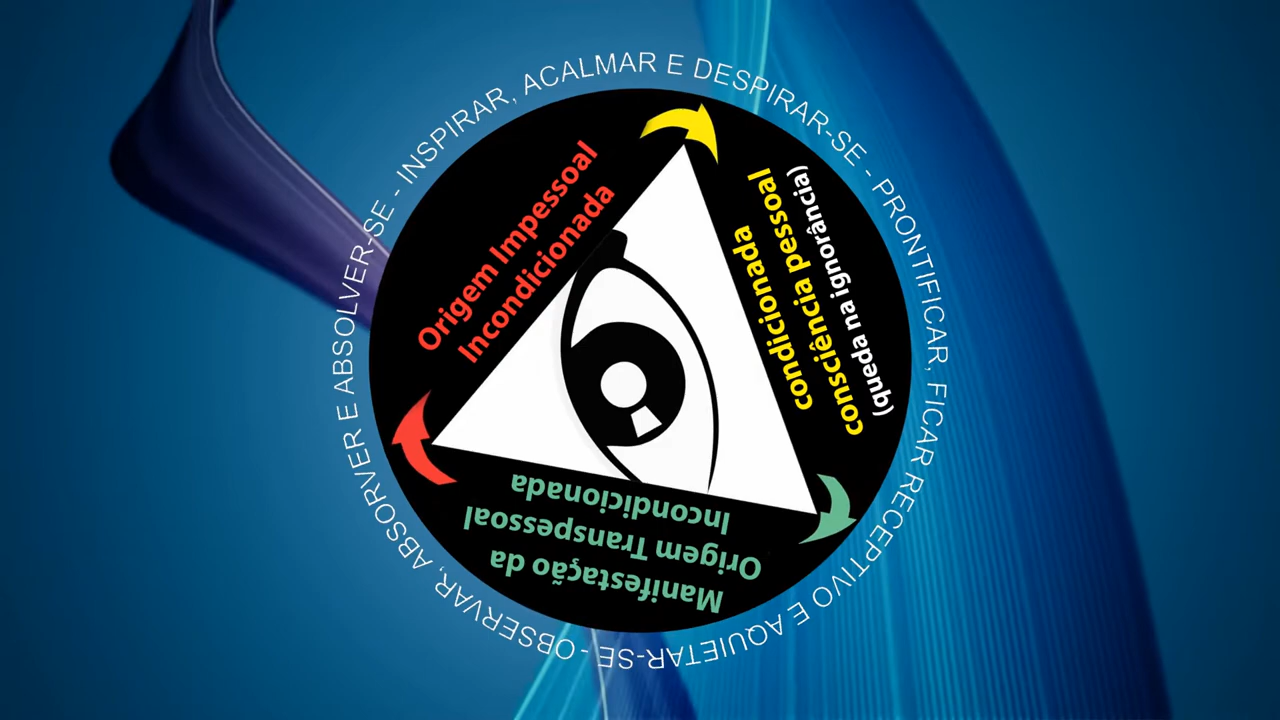 INSPIRAR, ACALMAR E DESPIRAR-SE - PRONTIFICAR, FICAR RECEPTIVO E AQUIETAR-SE - OBSERVAR, ABSORVER E ABSOLVER-SE -
Origem Impessoal
Incondicionada
(queda na ignorância)
consciência pessoal
condicionada
Manifestação da
Origem Transpessoal
Incondicionada